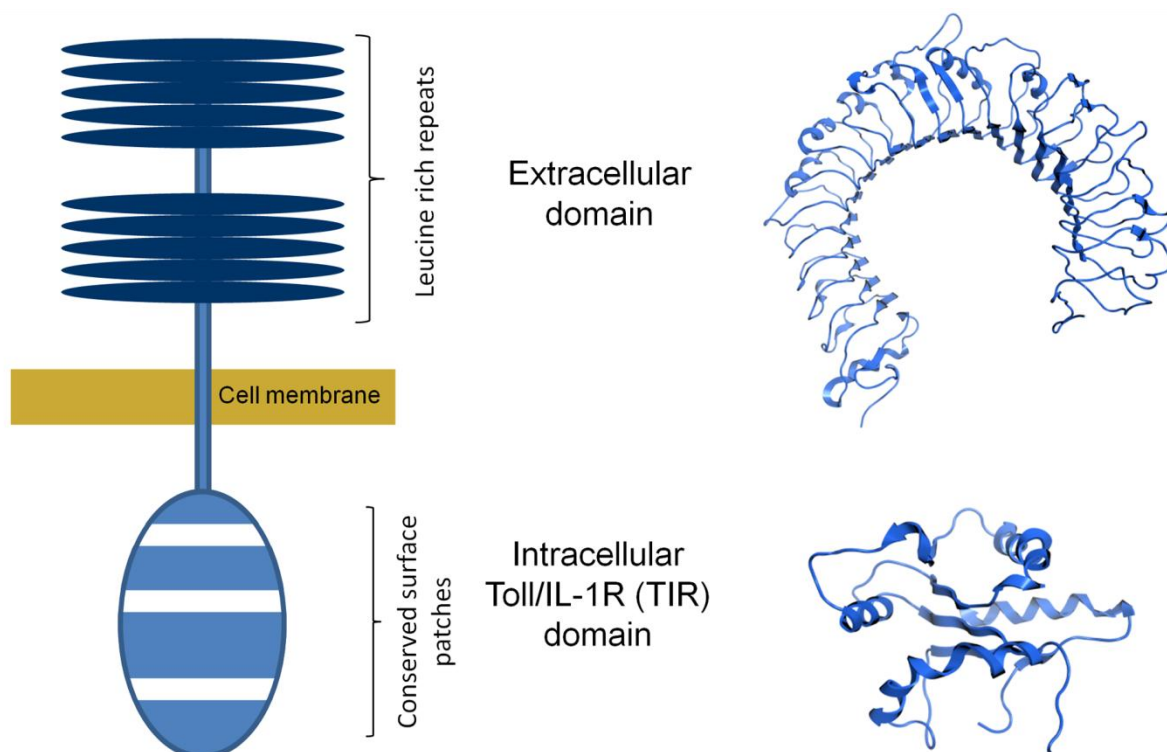 Leucine rich repeats
Extracellular
domain
Cell membrane
Conserved surface
patches
Intracellular
Toll/IL-1R (TIR)
domain